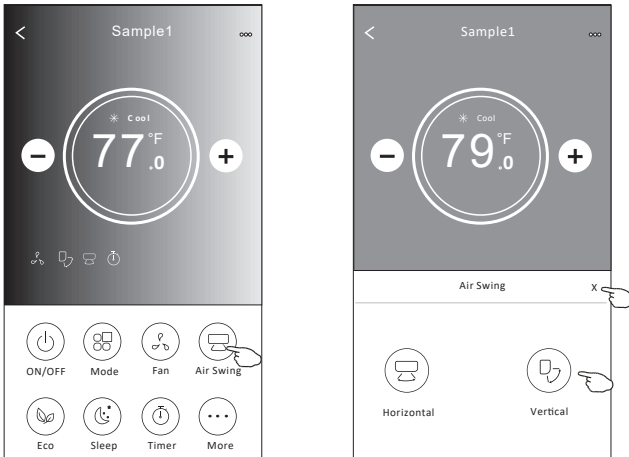 Sample1
Cool
77.0°F
ON/OFF
Mode
Fan
Air Swing
Eco
Sleep
Timer
More
Sample1
Cool
79.0°F
Air Swing
X
Horizontal
Vertical